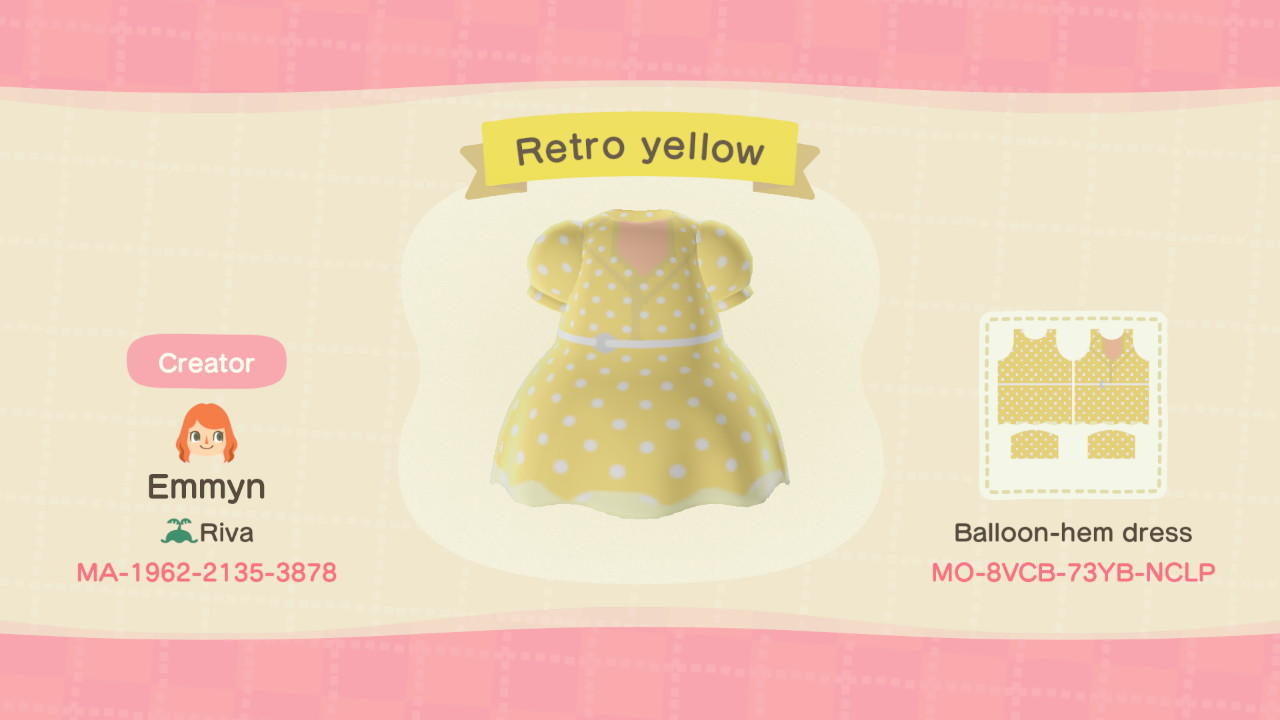 Retro yellow
Creator
Emmyn
Riva
MA-1962-2135-3878
Balloon-hem dress
MO-8VCB-73YB-NCLP